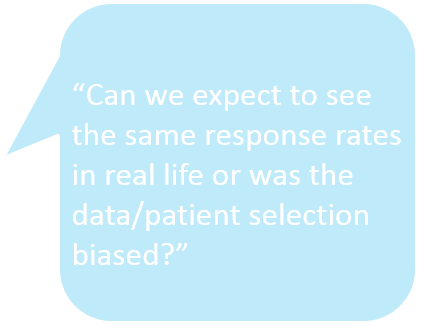 “Can we expect to see
the same response rates
in real life or was the
data/patient selection
biased?”